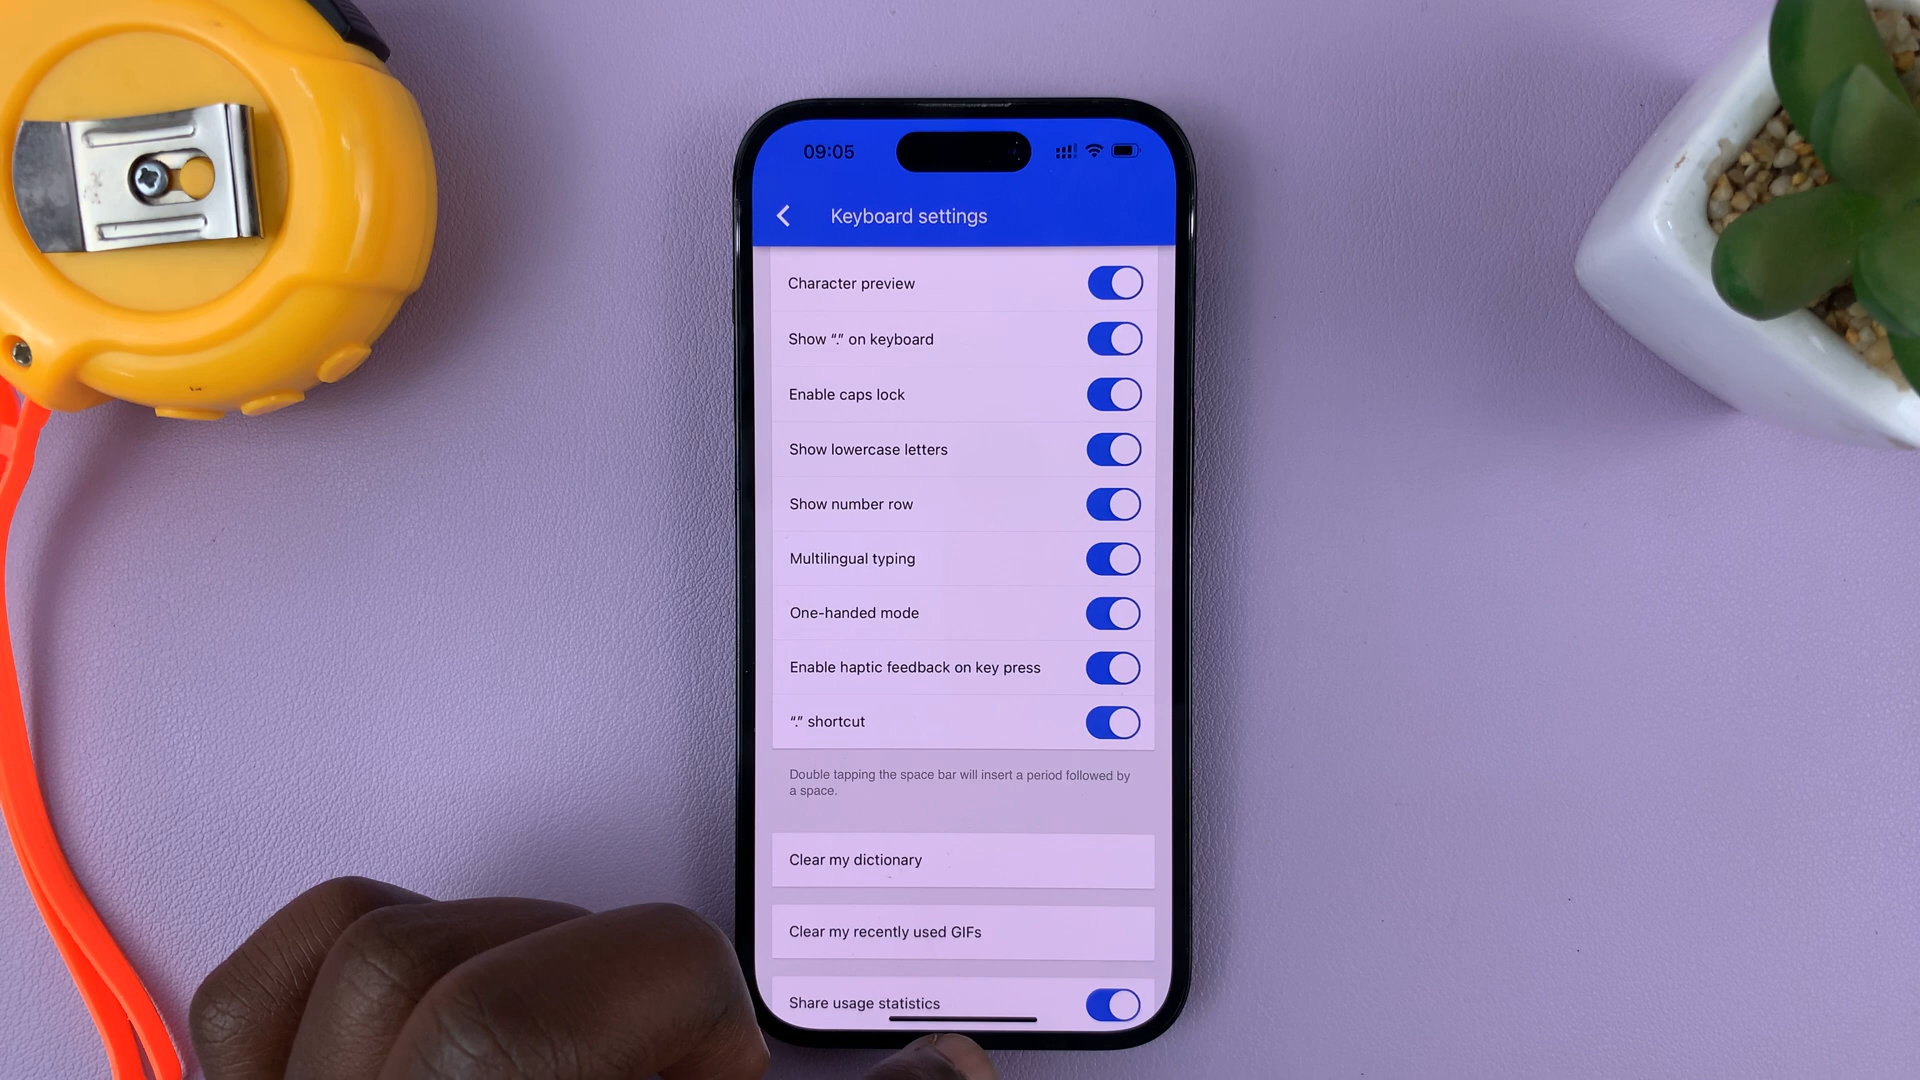 09:05
Keyboard settings
Character preview
Show “.” on keyboard
Enable caps lock
Show lowercase letters
Show number row
Multilingual typing
One-handed mode
Enable haptic feedback on key press
“.” shortcut
Double tapping the space bar will insert a period followed by
a space.
Clear my dictionary
Clear my recently used GIFs
Share usage statistics